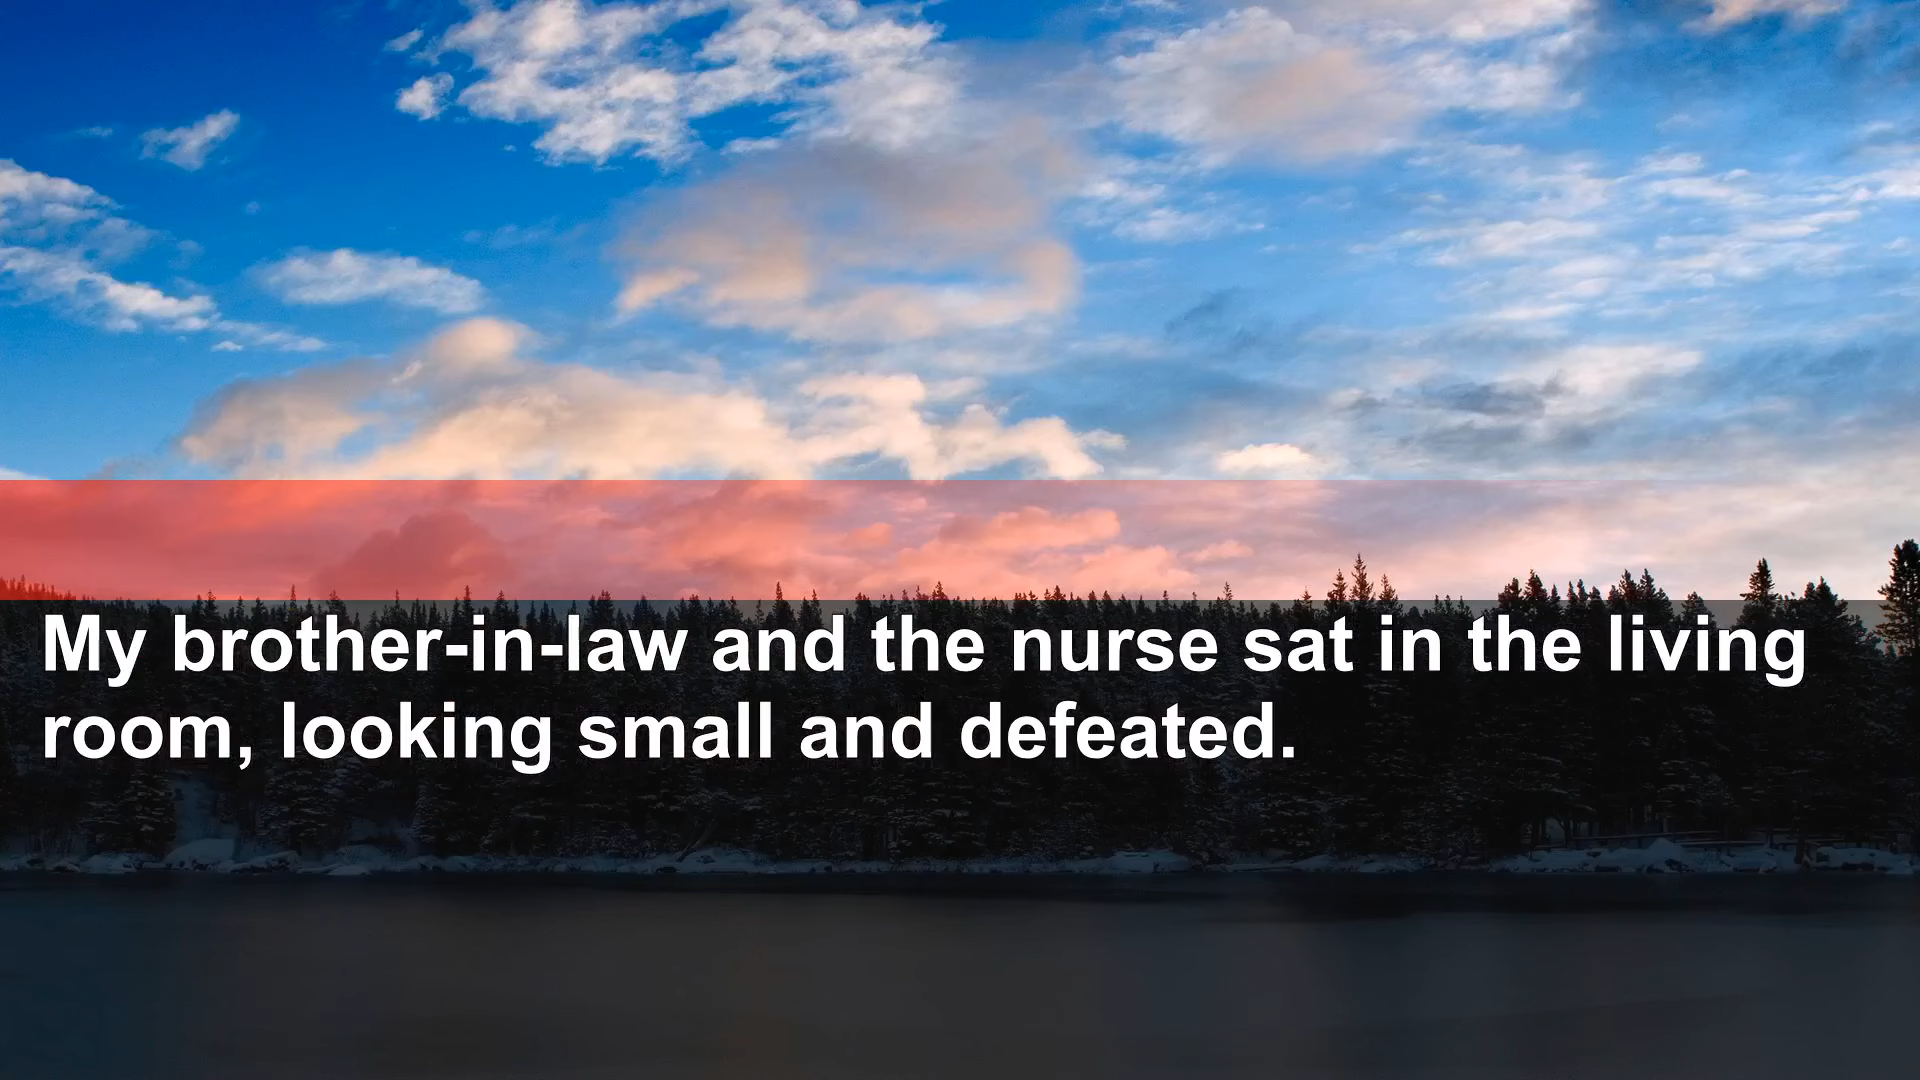 My brother-in-law and the nurse sat in the living
room, looking small and defeated.